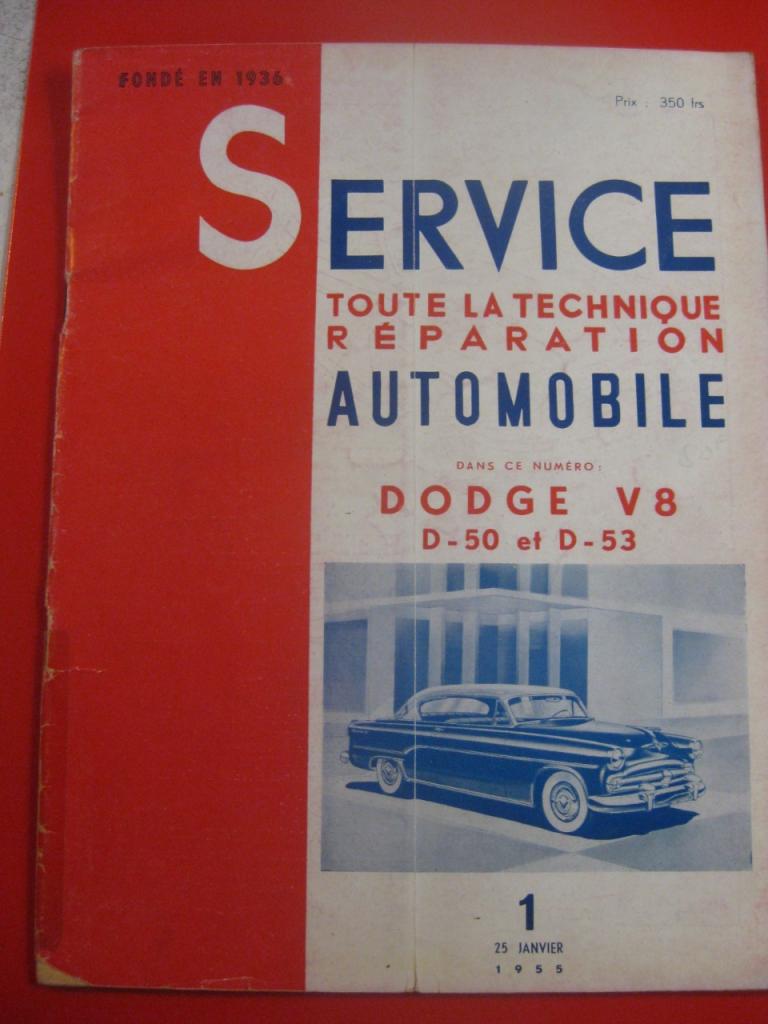 FONDÉ EN 1936
Prix : 350 frs
SERVICE
TOUTE LA TECHNIQUE
RÉPARATION
AUTOMOBILE
DANS CE NUMÉRO:
DODGE V8
D-50 et D-53
1
25 JANVIER
1955